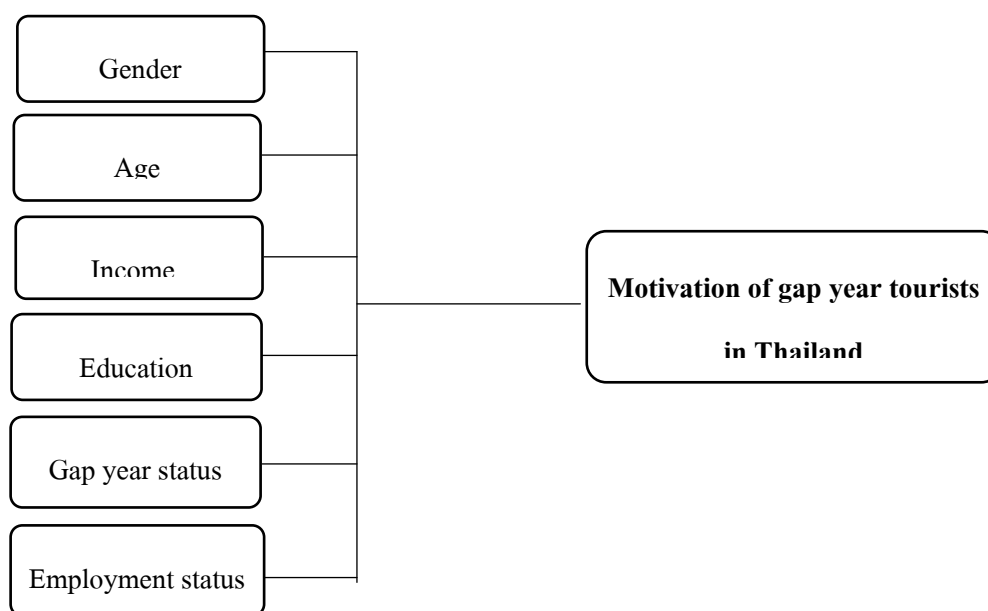 Gender
Age
Income
Education
Gap year status
Employment status
Motivation of gap year tourists
in Thailand